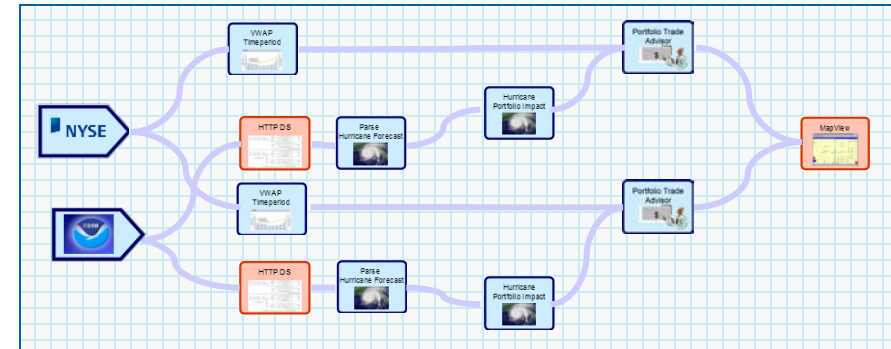 VWAP
Timeperiod
Portfolio Trade
Advisor
Hurricane
Portfolio Impact
NYSE
HTTP DS
Parse
Hurricane Forecast
MapView
VWAP
Timeperiod
Portfolio Trade
Advisor
NOAA
HTTP DS
Parse
Hurricane Forecast
Hurricane
Portfolio Impact